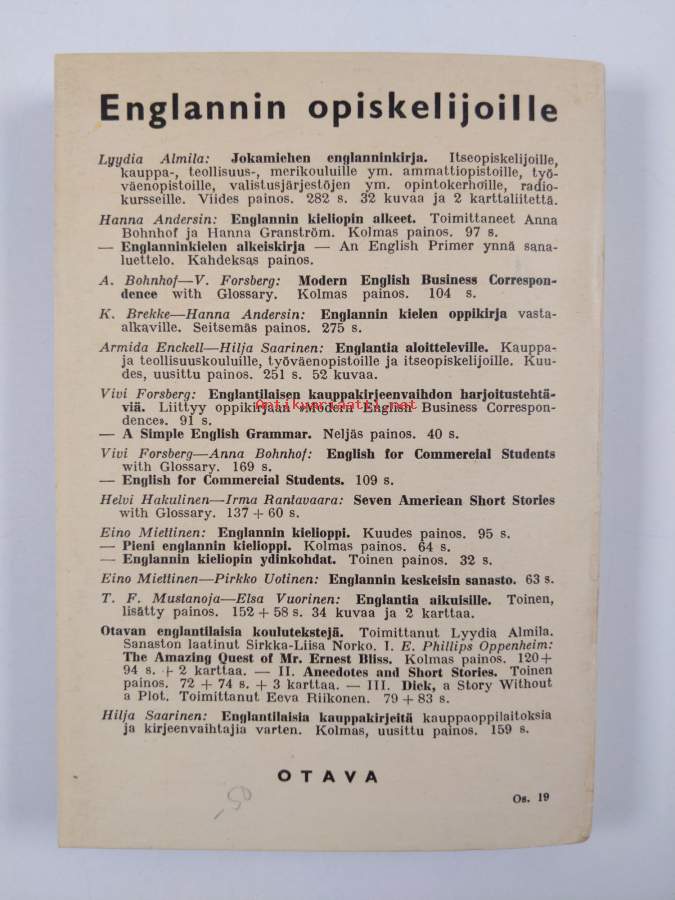 Englannin opiskelijoille
Lyydia Almila: Jokamiehen englanninkirja. Itseopiskelijoille,
kauppa-, teollisuus-, merikouluille ym. ammattiopistoille, työ-
väenopistoille, valistusjärjestöjen ym. opintokerhoille, radio-
kursseille. Viides painos. 282 s. 32 kuvaa ja 2 karttaliitettä.
Hanna Andersin: Englannin kieliopin alkeet. Toimittaneet Anna
Bohnhof ja Hanna Granström. Kolmas painos. 97 s.
— Englanninkielen alkeiskirja — An English Primer ynnä sana-
luettelo. Kahdeksas painos.
A. Bohnhof—V. Forsberg: Modern English Business Correspon-
dence with Glossary. Kolmas painos. 104 s.
K. Brekke—Hanna Andersin: Englannin kielen oppikirja vasta-
alkaville. Seitsemäs painos. 275 s.
Armida Enckell—Hilja Saarinen: Englantia aloitteleville. Kauppa-
ja teollisuuskouluille, työväenopistoille ja itseopiskelijoille. Kuu-
des, uusittu painos. 251 s. 52 kuvaa.
Vivi Forsberg: Englantilaisen kauppakirjeenvaihdon harjoitustehtä-
viä. Liittyy oppikirjaan »Modern English Business Correspon-
dence». 91 s.
— A Simple English Grammar. Neljäs painos. 40 s.
Vivi Forsberg—Anna Bohnhof: English for Commercial Students
with Glossary. 169 s.
— English for Commercial Students. 109 s.
Helvi Hakulinen—Irma Rantavaara: Seven American Short Stories
with Glossary. 137 + 60 s.
Eino Miettinen: Englannin kielioppi. Kuudes painos. 95 s.
— Pieni englannin kielioppi. Kolmas painos. 64 s.
— Englannin kieliopin ydinkohdat. Toinen painos. 32 s.
Eino Miettinen—Pirkko Uotinen: Englannin keskeisin sanasto. 63 s.
T. F. Mustanoja—Elsa Vuorinen: Englantia aikuisille. Toinen,
lisätty painos. 152 + 58 s. 34 kuvaa ja 2 karttaa.
Otavan englantilaisia koulutekstejä. Toimittanut Lyydia Almila.
Sanaston laatinut Sirkka-Liisa Norko. I. E. Phillips Oppenheim:
The Amazing Quest of Mr. Ernest Bliss. Kolmas painos. 120 +
94 s. + 2 karttaa. — II. Anecdotes and Short Stories. Toinen
painos. 72 + 74 s. + 3 karttaa. — III. Dick, a Story Without
a Plot. Toimittanut Eeva Riikonen. 79 + 83 s.
Hilja Saarinen: Englantilaisia kauppakirjeitä kauppaoppilaitoksia
ja kirjeenvaihtajia varten. Kolmas, uusittu painos. 159 s.
OTAVA
Os. 19